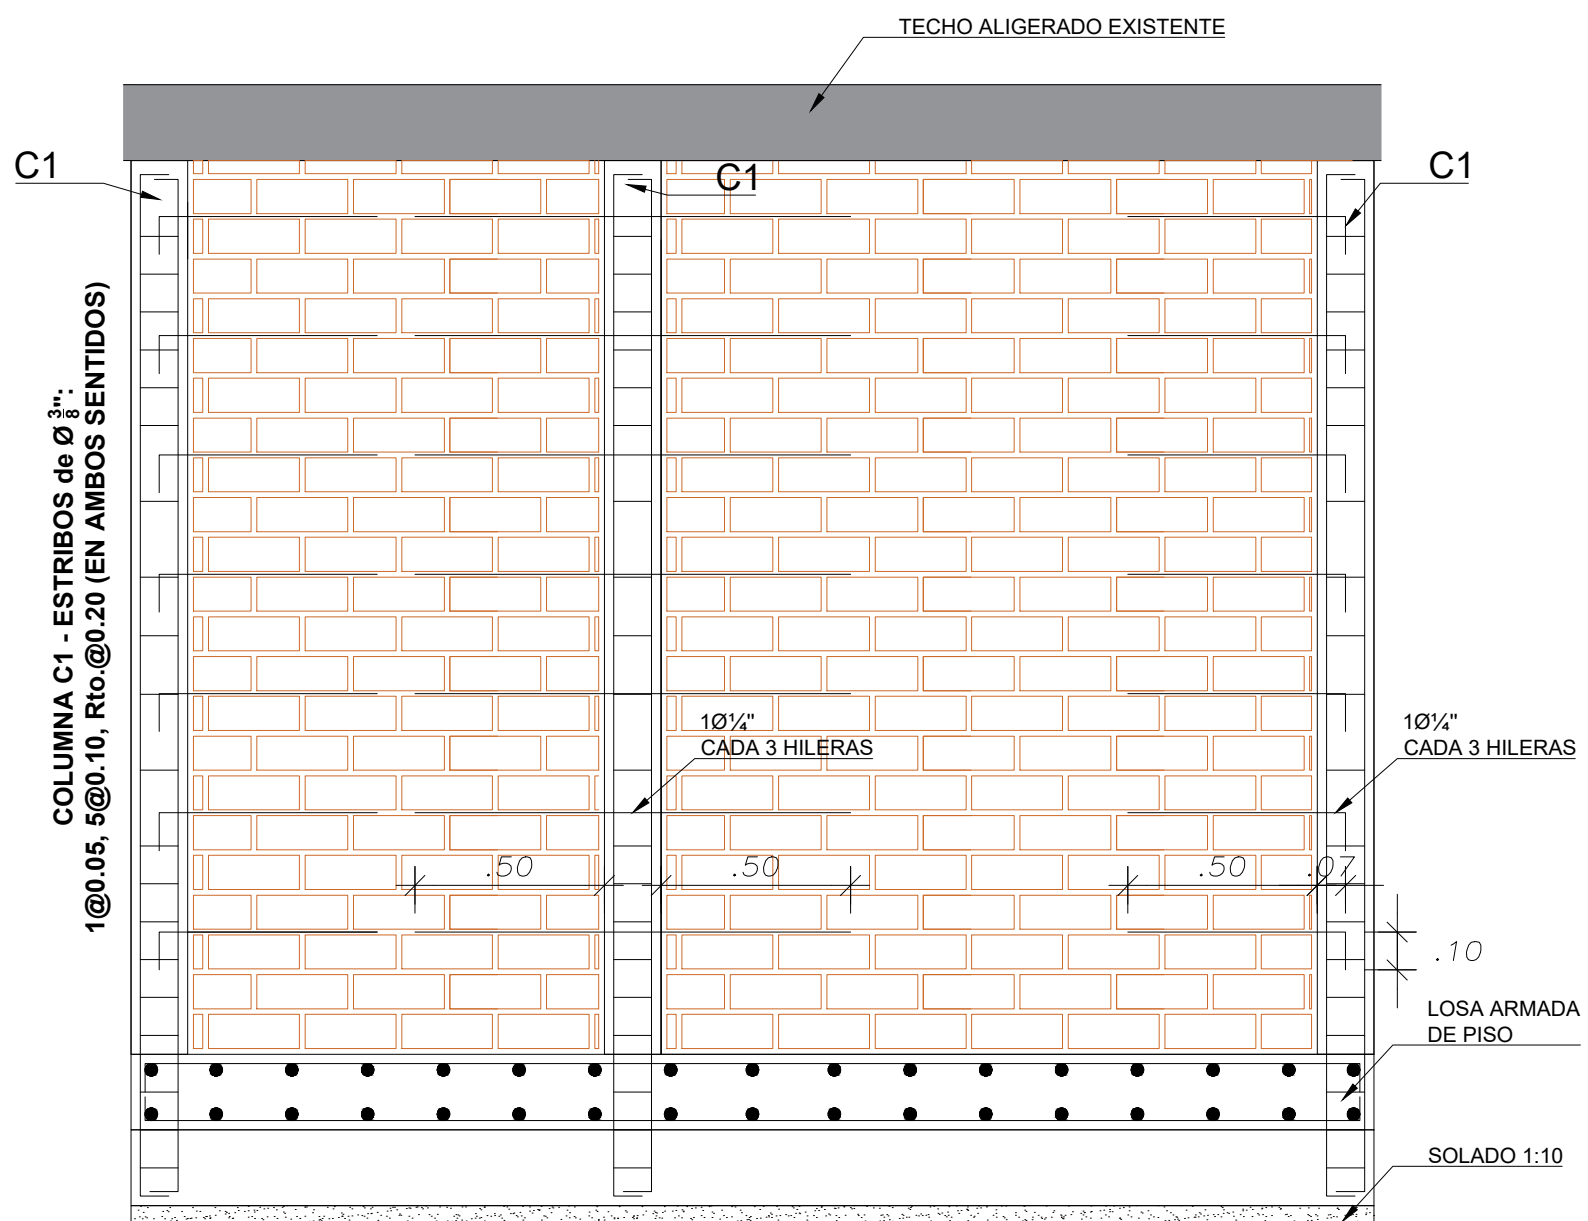 TECHO ALIGERADO EXISTENTE
C1
C1
C1
COLUMNA C1 - ESTRIBOS de Ø 3/8":
1@0.05, 5@0.10, Rto.@0.20 (EN AMBOS SENTIDOS)
1Ø¼"
CADA 3 HILERAS
1Ø¼"
CADA 3 HILERAS
.50
.50
.50
.07
.10
LOSA ARMADA
DE PISO
SOLADO 1:10